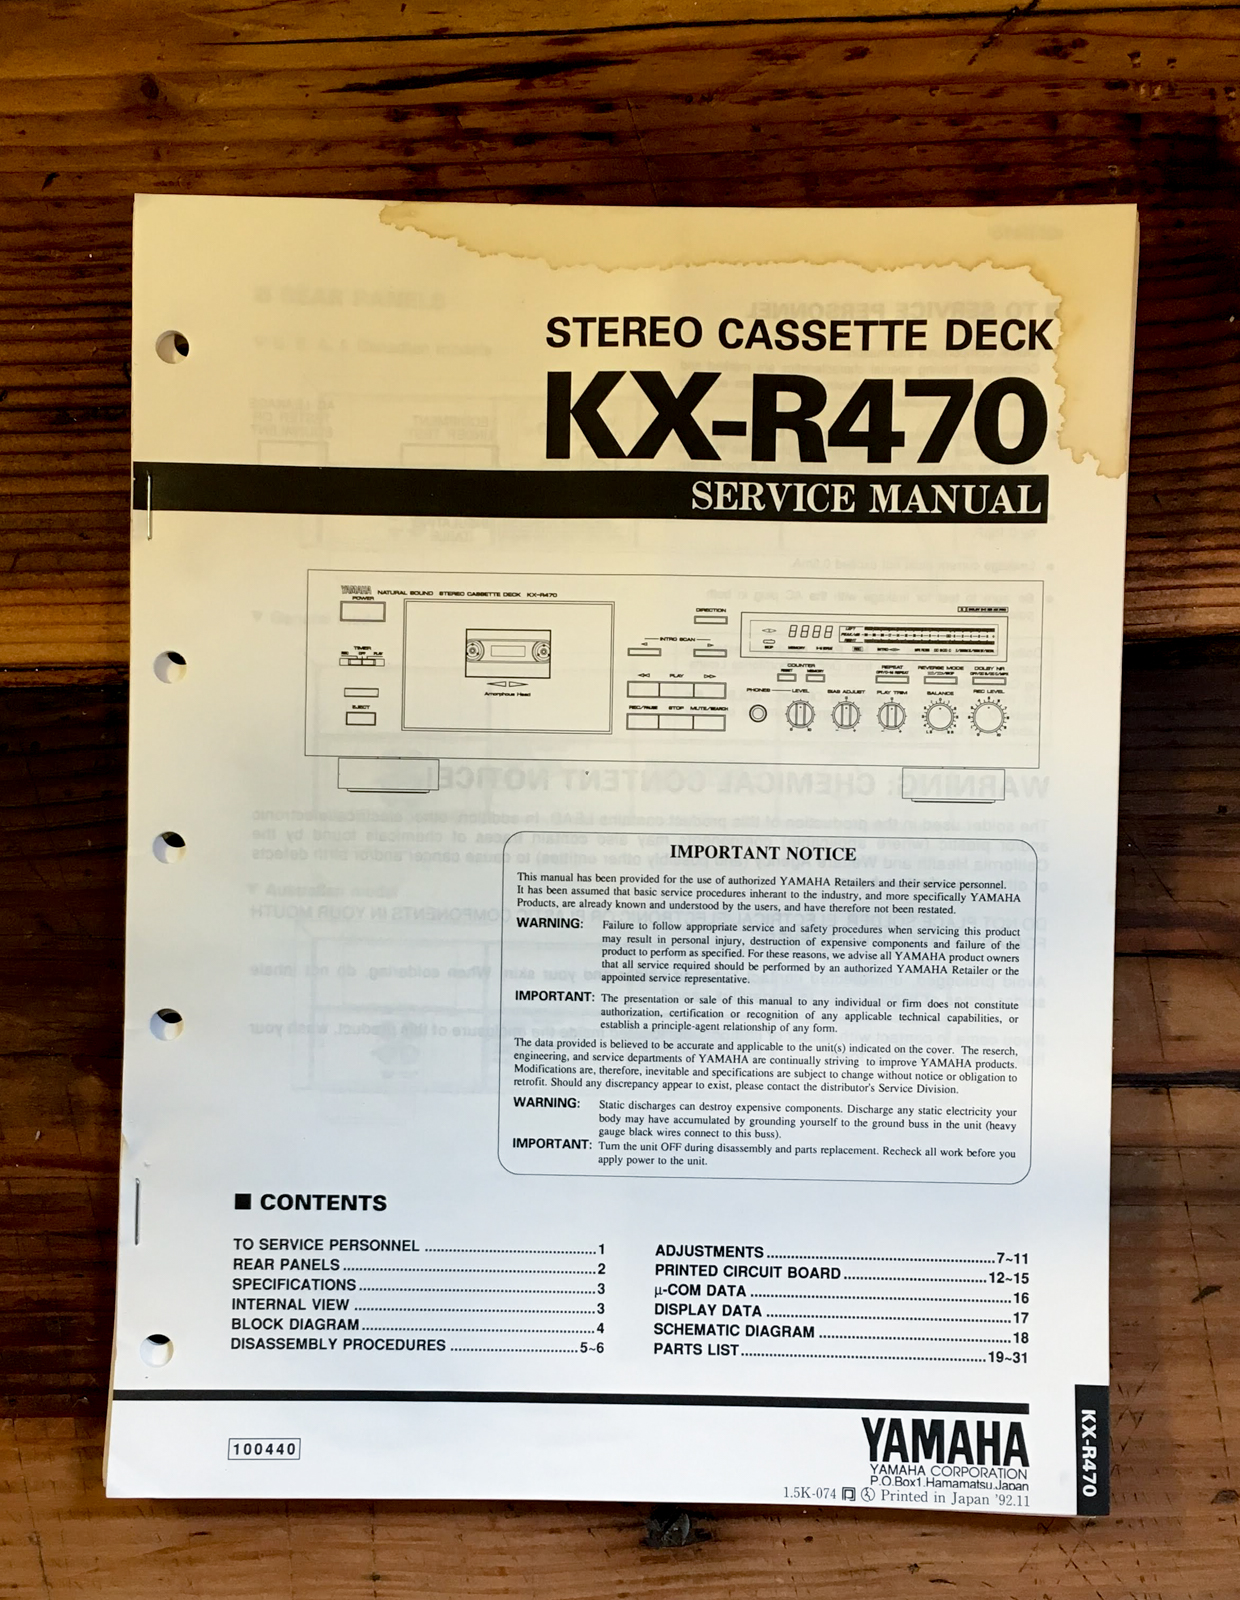 STEREO CASSETTE DECK
KX-R470
SERVICE MANUAL
YAMAHA NATURAL SOUND STEREO CASSETTE DECK KX-R470
POWER
TIMER
REC OFF PLAY
EJECT
Amorphous Head
DIRECTION
INTRO SCAN
PLAY
REC/PAUSE STOP MUTE/SEARCH
LEFT
RIGHT
COUNTER
RESET MEMORY
REPEAT REVERSE MODE DOLBY NR
PHONES LEVEL BIAS ADJUST PLAY TRIM BALANCE REC LEVEL
IMPORTANT NOTICE
This manual has been provided for the use of authorized YAMAHA Retailers and their service personnel.
It has been assumed that basic service procedures inherant to the industry, and more specifically YAMAHA
Products, are already known and understood by the users, and have therefore not been restated.
WARNING: Failure to follow appropriate service and safety procedures when servicing this product
may result in personal injury, destruction of expensive components and failure of the
product to perform as specified. For these reasons, we advise all YAMAHA product owners
that all service required should be performed by an authorized YAMAHA Retailer or the
appointed service representative.
IMPORTANT: The presentation or sale of this manual to any individual or firm does not constitute
authorization, certification or recognition of any applicable technical capabilities, or
establish a principle-agent relationship of any form.
The data provided is believed to be accurate and applicable to the unit(s) indicated on the cover. The reserch,
engineering, and service departments of YAMAHA are continually striving to improve YAMAHA products.
Modifications are, therefore, inevitable and specifications are subject to change without notice or obligation to
retrofit. Should any discrepancy appear to exist, please contact the distributor's Service Division.
WARNING: Static discharges can destroy expensive components. Discharge any static electricity your
body may have accumulated by grounding yourself to the ground buss in the unit (heavy
gauge black wires connect to this buss).
IMPORTANT: Turn the unit OFF during disassembly and parts replacement. Recheck all work before you
apply power to the unit.
■ CONTENTS
TO SERVICE PERSONNEL ........................................1
REAR PANELS ..........................................................2
SPECIFICATIONS ......................................................3
INTERNAL VIEW ......................................................3
BLOCK DIAGRAM .....................................................4
DISASSEMBLY PROCEDURES ..............................5~6
ADJUSTMENTS ....................................................7~11
PRINTED CIRCUIT BOARD ................................12~15
µ-COM DATA ..........................................................16
DISPLAY DATA .......................................................17
SCHEMATIC DIAGRAM ..........................................18
PARTS LIST .......................................................19~31
100440
YAMAHA
YAMAHA CORPORATION
P.O.Box1,Hamamatsu,Japan
1.5K-074 Printed in Japan '92.11
KX-R470